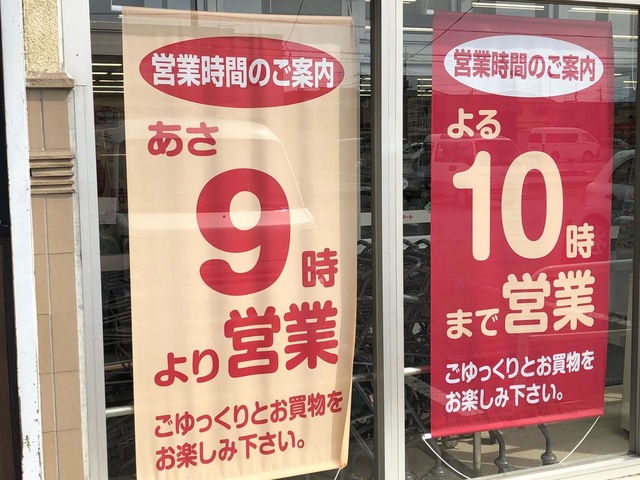 営業時間のご案内
あさ
9時
より営業
ごゆっくりとお買物を
お楽しみ下さい。
営業時間のご案内
よる
10時
まで営業
ごゆっくりとお買物を
お楽しみ下さい。